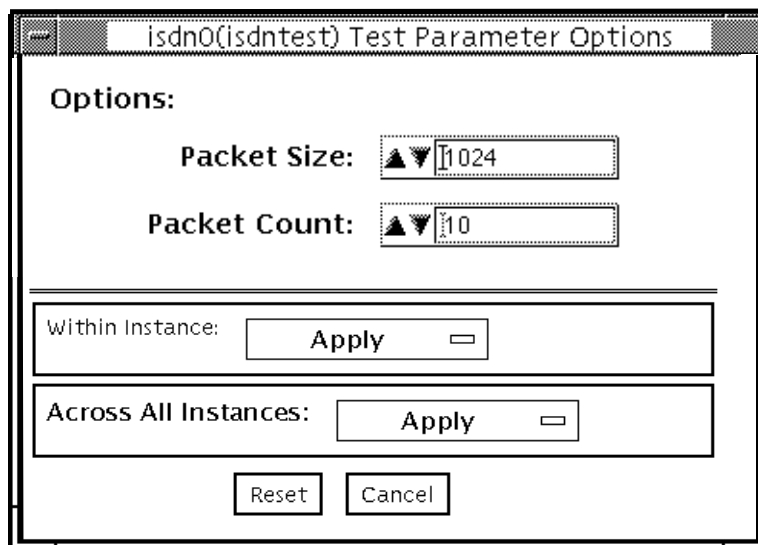 isdn0(isdntest) Test Parameter Options
Options:
Packet Size: 1024
Packet Count: 10
Within Instance: Apply
Across All Instances: Apply
Reset Cancel